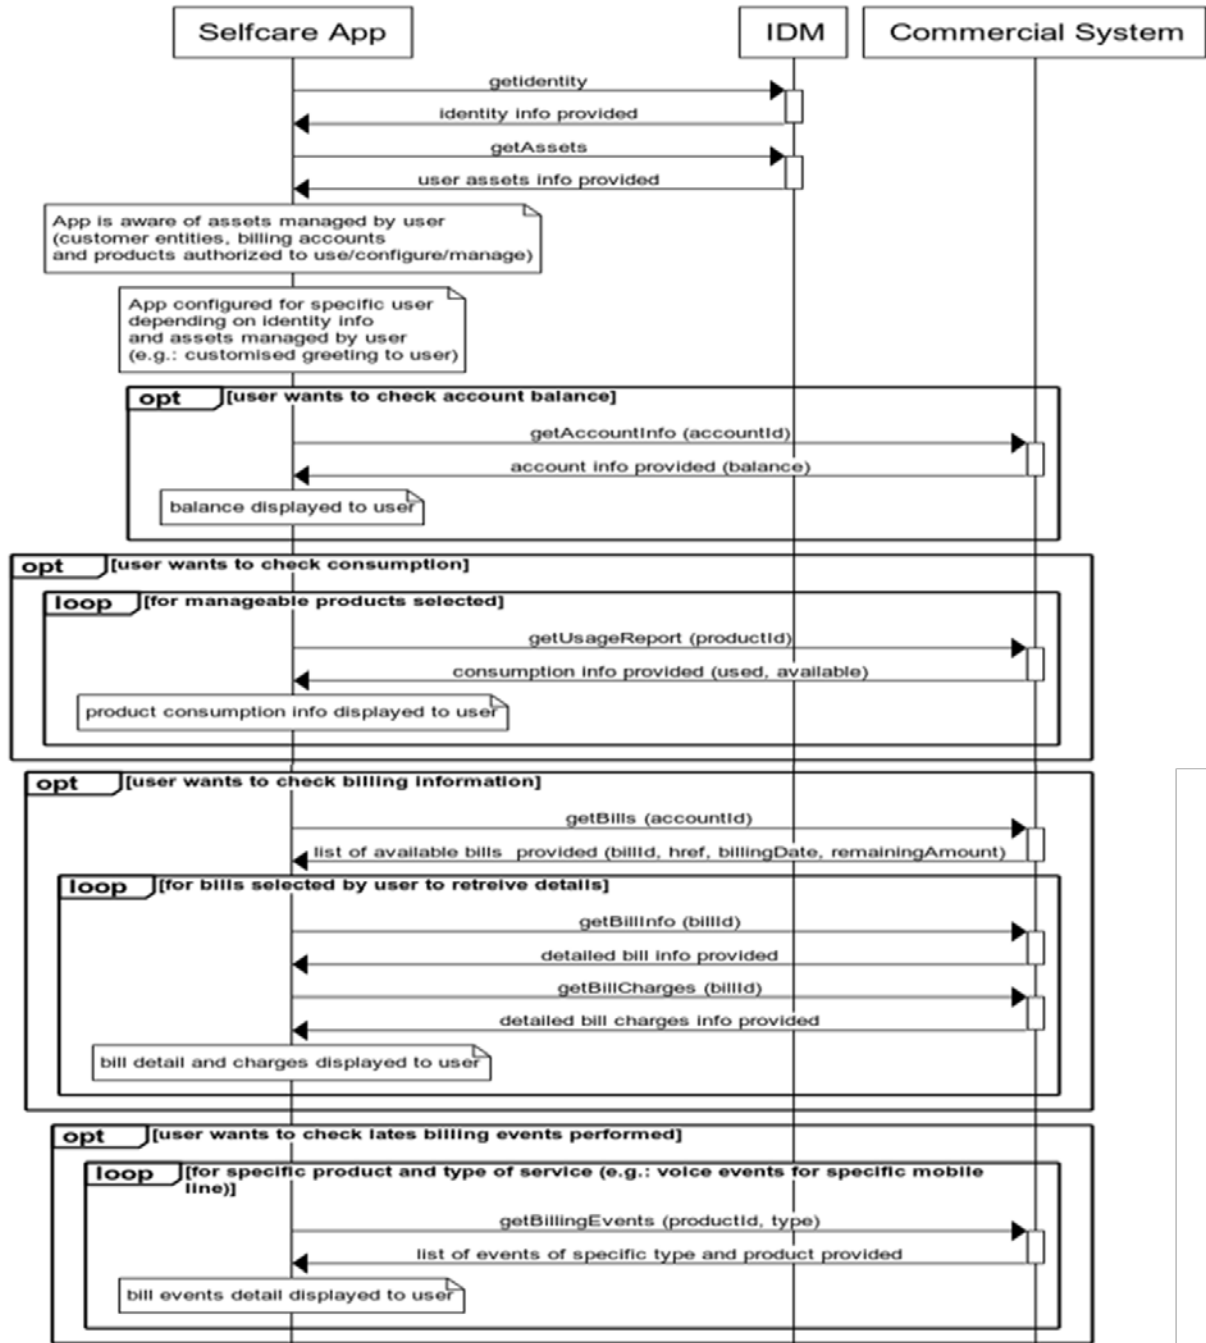 Selfcare App
IDM
Commercial System
getIdentity
identity info provided
getAssets
user assets info provided
App is aware of assets managed by user
(customer entities, billing accounts
and products authorized to use/configure/manage)
App configured for specific user
depending on identity info
and assets managed by user
(e.g.: customised greeting to user)
opt
[user wants to check account balance]
getAccountInfo (accountId)
account info provided (balance)
balance displayed to user
opt
[user wants to check consumption]
loop
[for manageable products selected]
getUsageReport (productId)
consumption info provided (used, available)
product consumption info displayed to user
opt
[user wants to check billing information]
getBills (accountId)
list of available bills provided (billId, href, billingDate, remainingAmount)
loop
[for bills selected by user to retreive details]
getBillInfo (billId)
detailed bill info provided
getBillCharges (billId)
detailed bill charges info provided
bill detail and charges displayed to user
opt
[user wants to check lates billing events performed]
loop
[for specific product and type of service (e.g.: voice events for specific mobile
line)]
getBillingEvents (productId, type)
list of events of specific type and product provided
bill events detail displayed to user